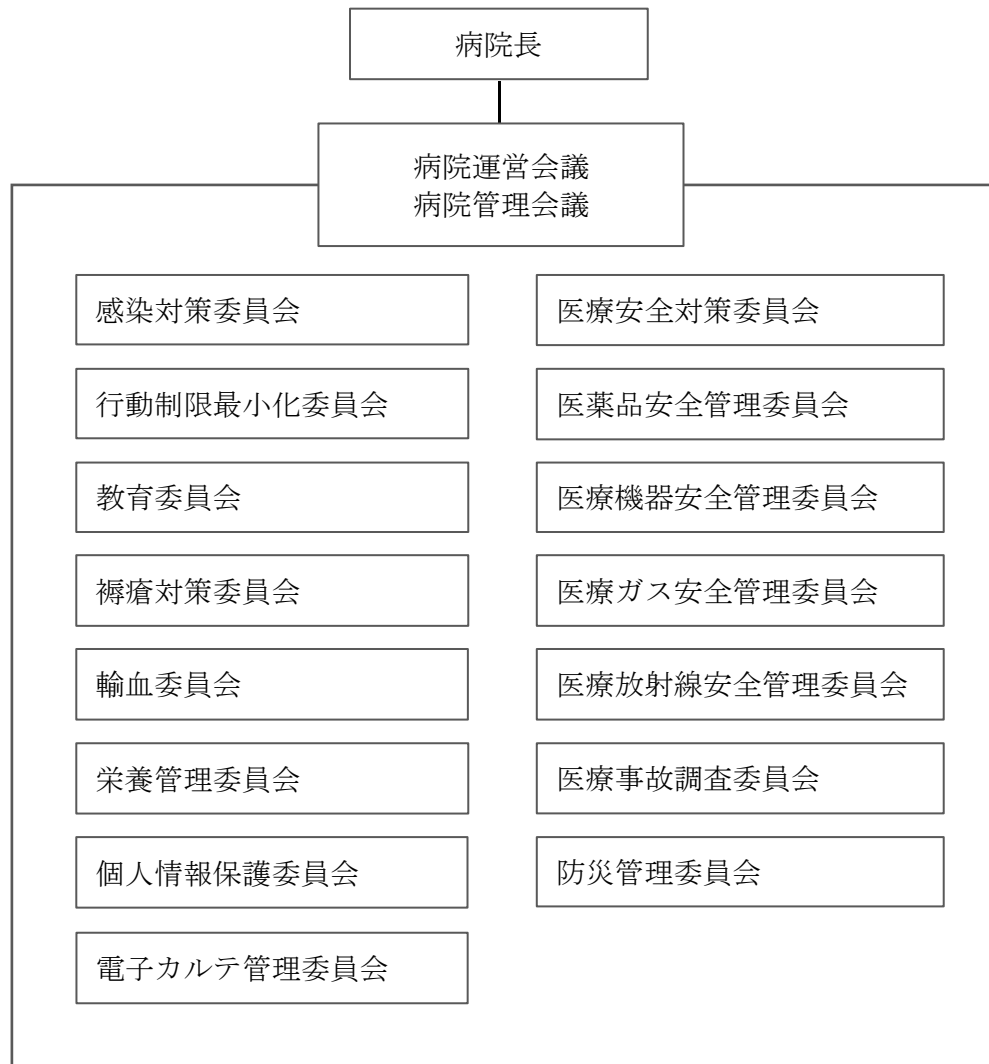 病院長
病院運営会議
病院管理会議
感染対策委員会
行動制限最小化委員会
教育委員会
褥瘡対策委員会
輸血委員会
栄養管理委員会
個人情報保護委員会
電子カルテ管理委員会
医療安全対策委員会
医薬品安全管理委員会
医療機器安全管理委員会
医療ガス安全管理委員会
医療放射線安全管理委員会
医療事故調査委員会
防災管理委員会